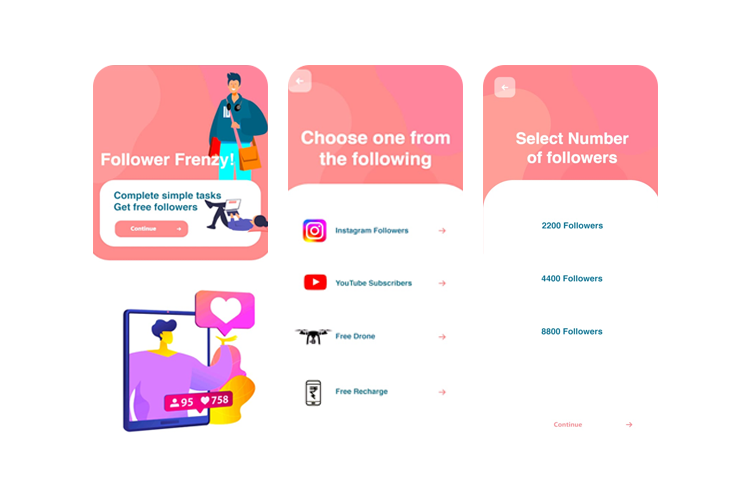 Follower Frenzy!
Complete simple tasks
Get free followers
Continue
95
758
Choose one from
the following
Instagram Followers
YouTube Subscribers
Free Drone
Free Recharge
Select Number
of followers
2200 Followers
4400 Followers
8800 Followers
Continue